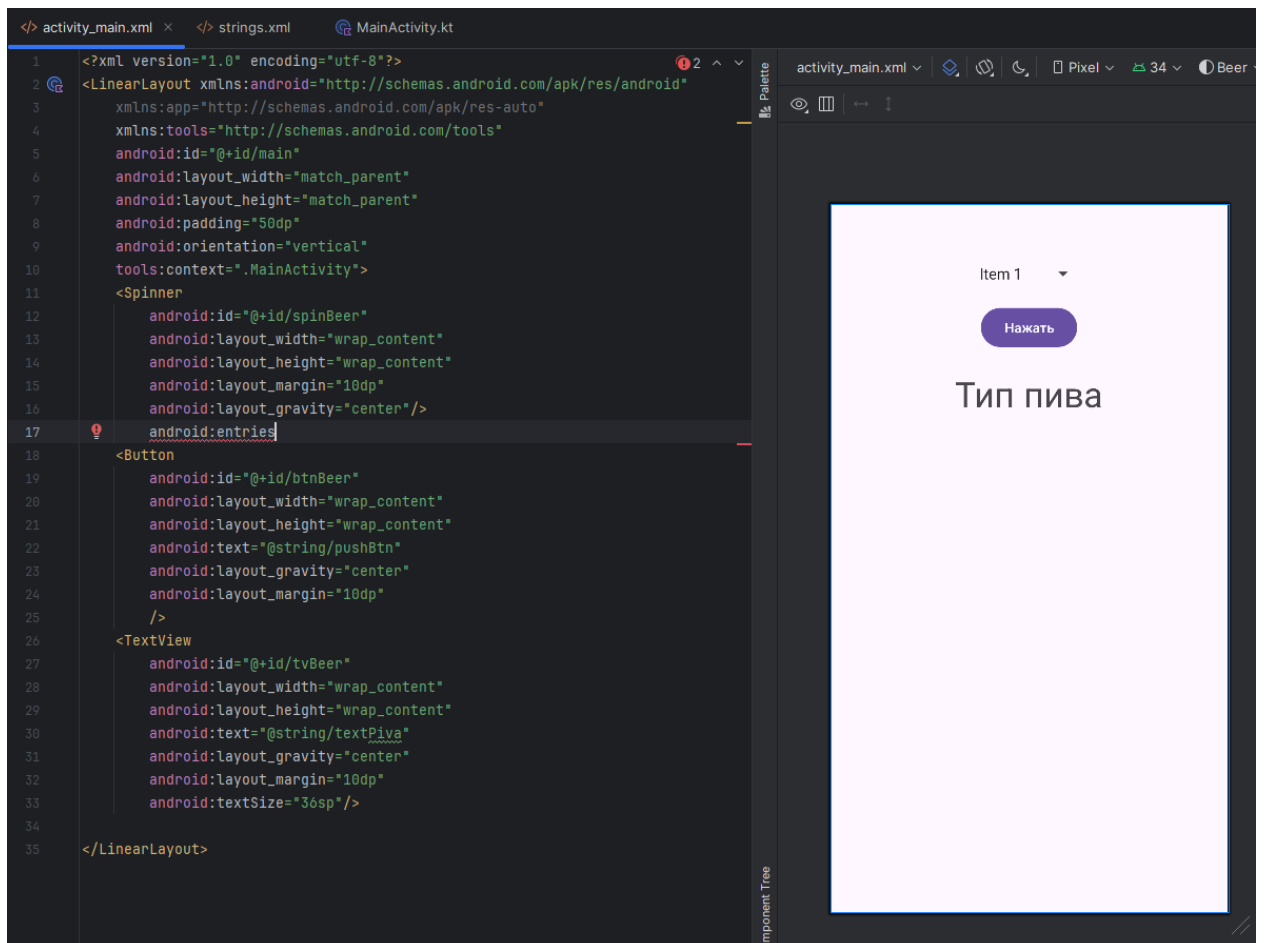 activity_main.xml × strings.xml MainActivity.kt
1 <?xml version="1.0" encoding="utf-8"?>
2 <LinearLayout xmlns:android="http://schemas.android.com/apk/res/android"
3 xmlns:app="http://schemas.android.com/apk/res-auto"
4 xmlns:tools="http://schemas.android.com/tools"
5 android:id="@+id/main"
6 android:layout_width="match_parent"
7 android:layout_height="match_parent"
8 android:padding="50dp"
9 android:orientation="vertical"
10 tools:context=".MainActivity">
11 <Spinner
12 android:id="@+id/spinBeer"
13 android:layout_width="wrap_content"
14 android:layout_height="wrap_content"
15 android:layout_margin="10dp"
16 android:layout_gravity="center"/>
17 android:entries
18 <Button
19 android:id="@+id/btnBeer"
20 android:layout_width="wrap_content"
21 android:layout_height="wrap_content"
22 android:text="@string/pushBtn"
23 android:layout_gravity="center"
24 android:layout_margin="10dp"
25 />
26 <TextView
27 android:id="@+id/tvBeer"
28 android:layout_width="wrap_content"
29 android:layout_height="wrap_content"
30 android:text="@string/textPiva"
31 android:layout_gravity="center"
32 android:layout_margin="10dp"
33 android:textSize="36sp"/>
34
35 </LinearLayout>
2
Palette
mponent Tree
activity_main.xml Pixel 34 Beer
Item 1
Нажать
Тип пива